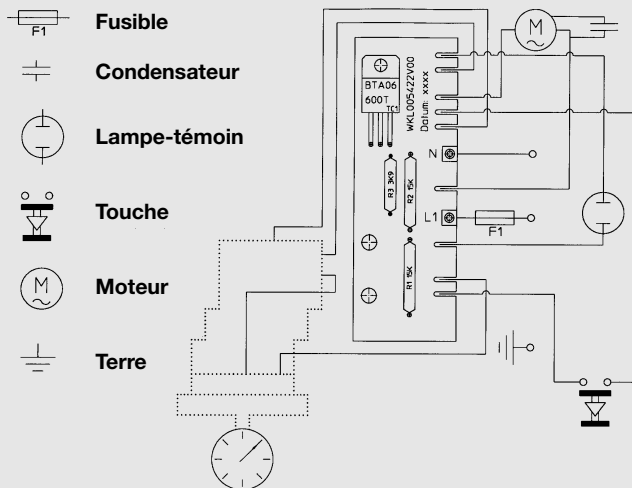 F1
Fusible
Condensateur
Lampe-témoin
Touche
M
Moteur
Terre
BTA06
600T
TC1
WKL005422V00
Datum: xxxx
R3 3K9
R2 15K
R1 15K
N
L1
F1
M